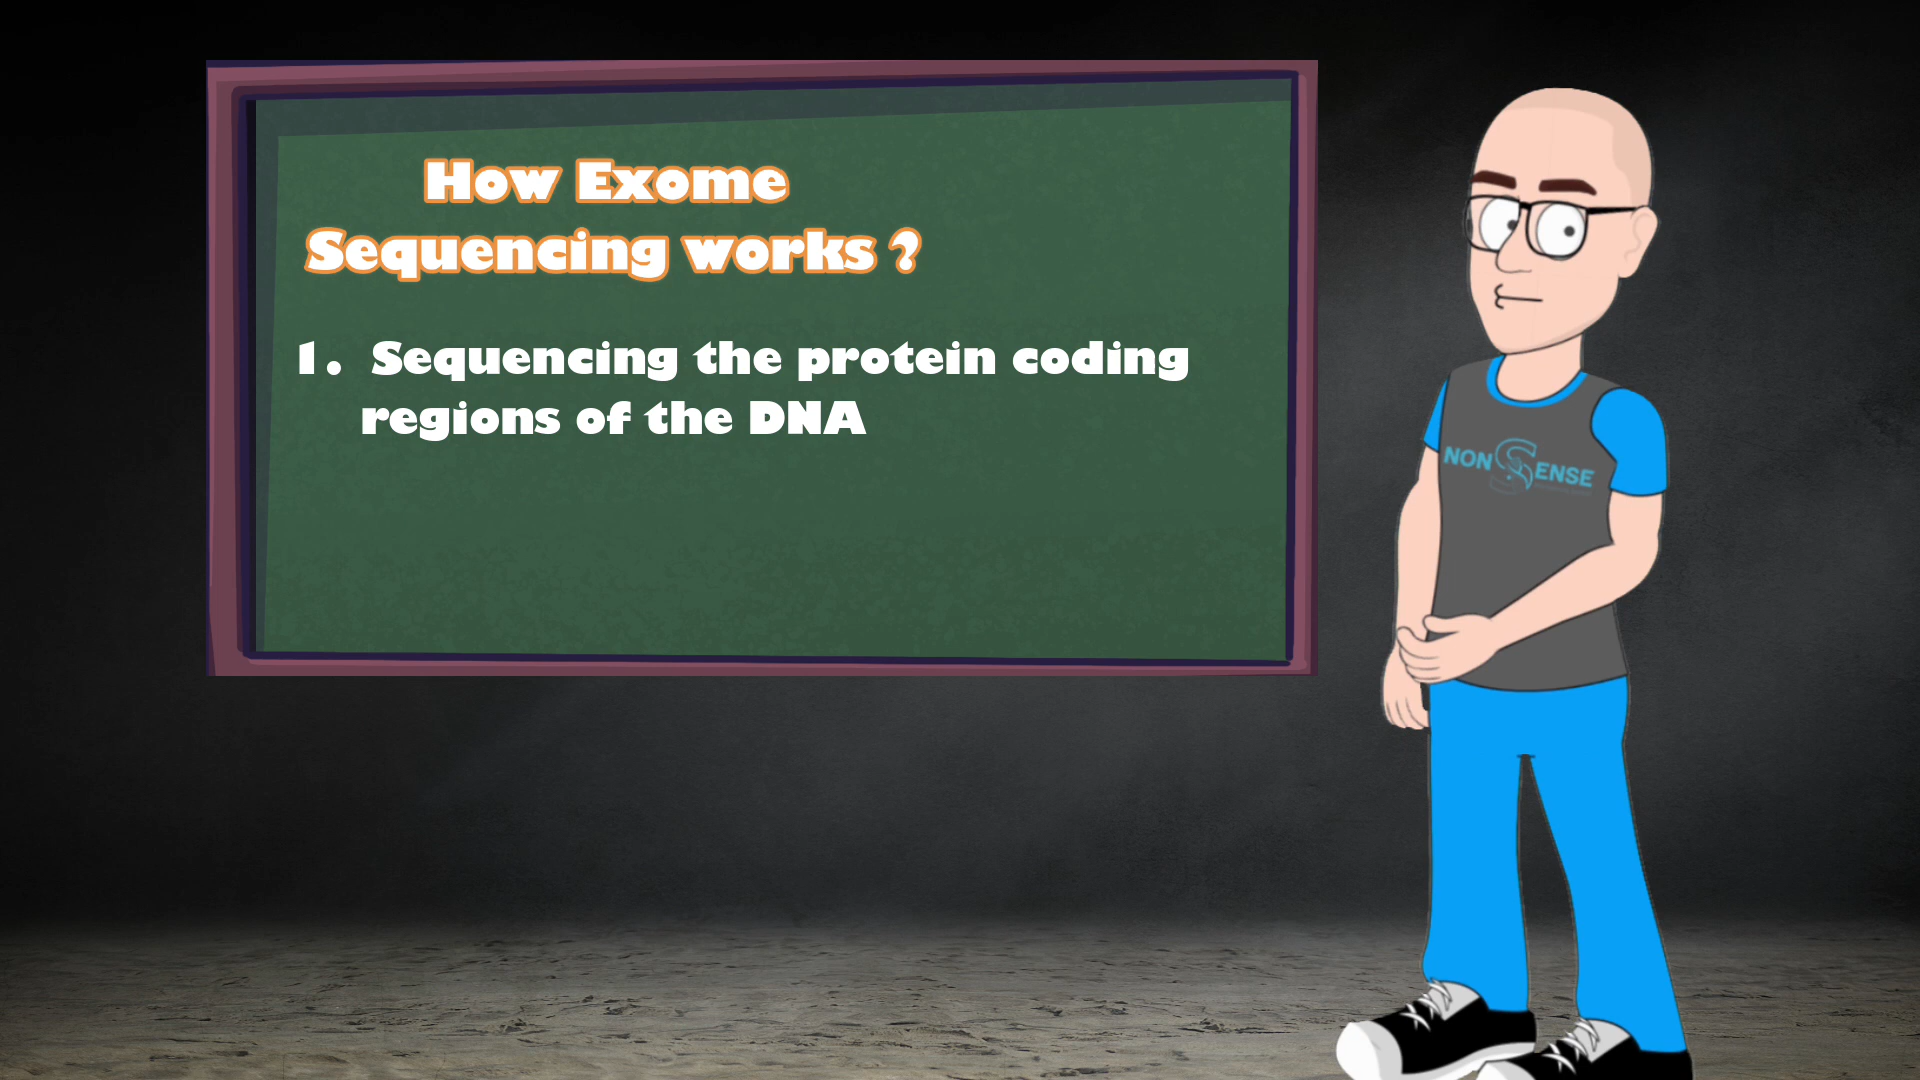 How Exome
Sequencing works ?
1. Sequencing the protein coding
regions of the DNA
NON SENSE